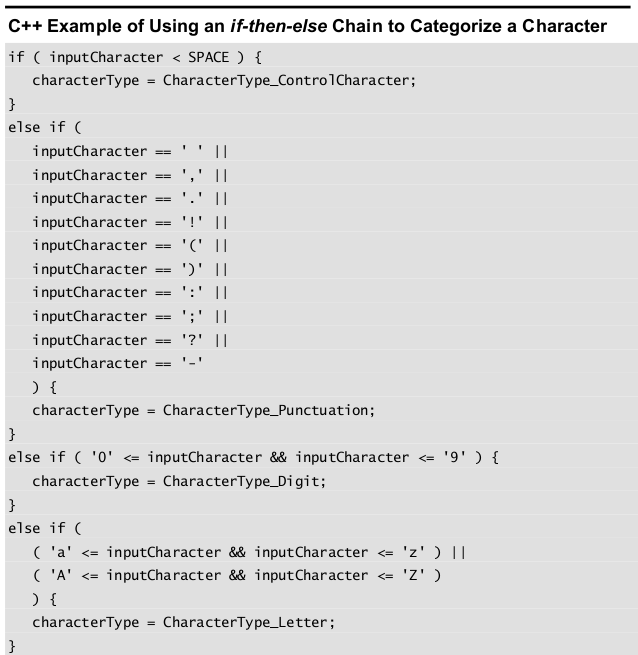 C++ Example of Using an if-then-else Chain to Categorize a Character
if ( inputCharacter < SPACE ) {
   characterType = CharacterType_ControlCharacter;
}
else if (
   inputCharacter == ' ' ||
   inputCharacter == ',' ||
   inputCharacter == '.' ||
   inputCharacter == '!' ||
   inputCharacter == '(' ||
   inputCharacter == ')' ||
   inputCharacter == ':' ||
   inputCharacter == ';' ||
   inputCharacter == '?' ||
   inputCharacter == '-'
   ) {
   characterType = CharacterType_Punctuation;
}
else if ( '0' <= inputCharacter && inputCharacter <= '9' ) {
   characterType = CharacterType_Digit;
}
else if (
   ( 'a' <= inputCharacter && inputCharacter <= 'z' ) ||
   ( 'A' <= inputCharacter && inputCharacter <= 'Z' )
   ) {
   characterType = CharacterType_Letter;
}